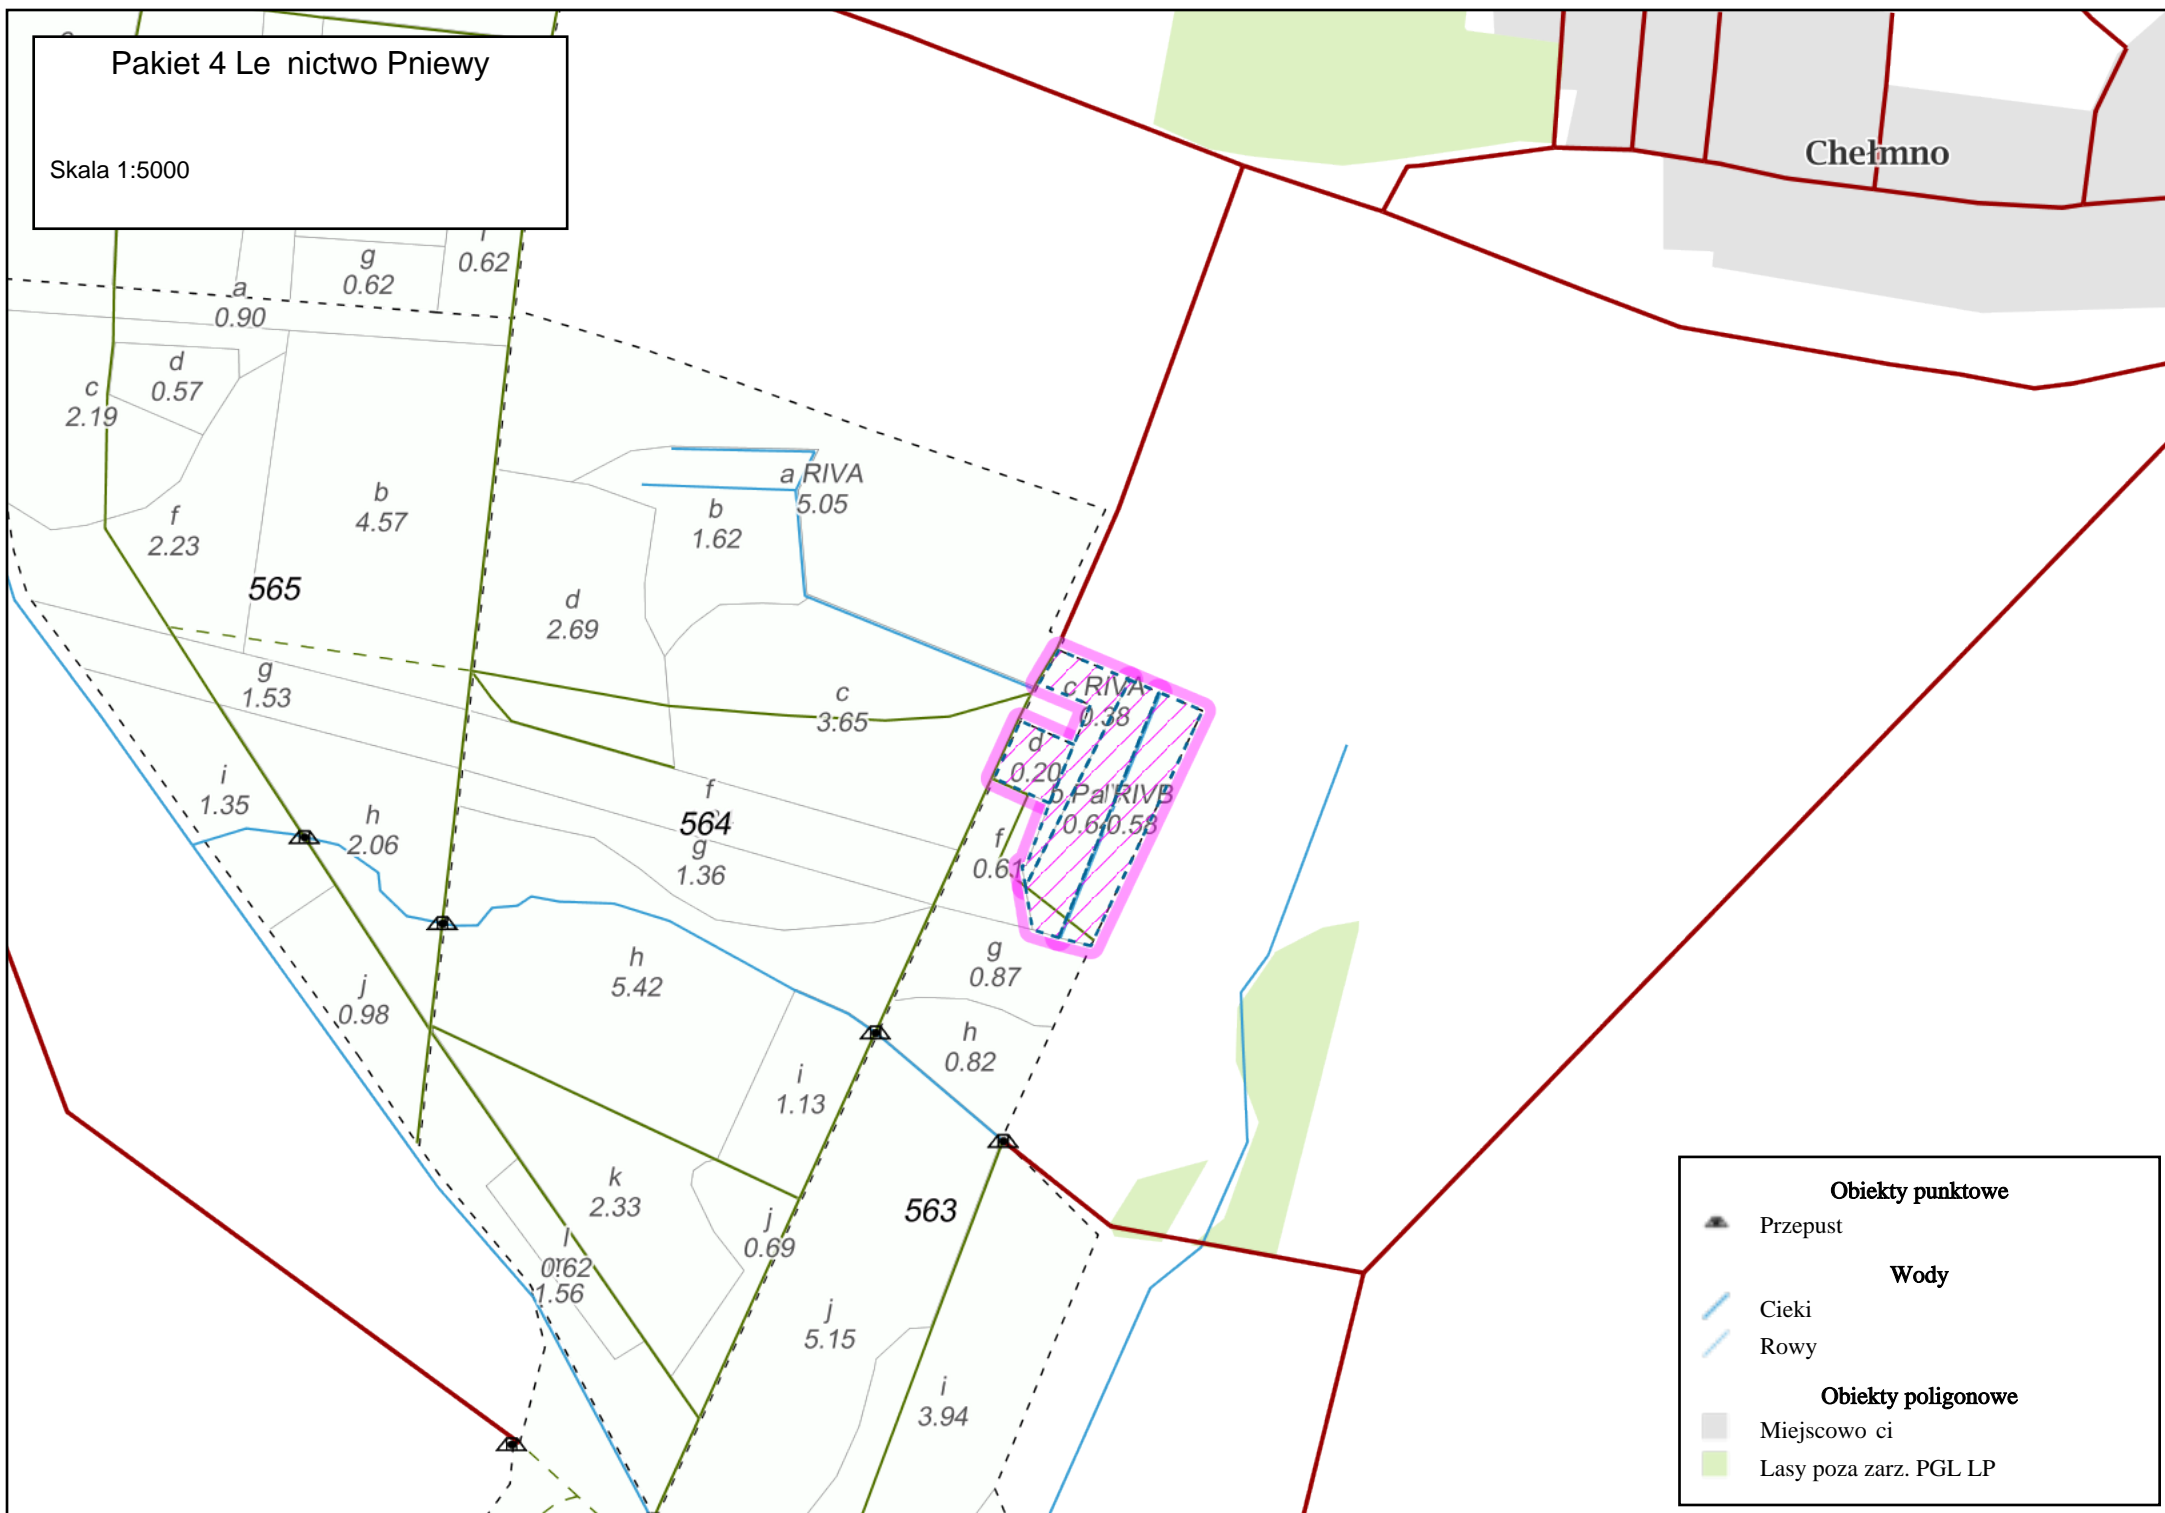 Pakiet 4 Le nictwo Pniewy
Skala 1:5000
Chełmno
g
0.62
0.62
a
0.90
d
0.57
c
2.19
b
4.57
f
2.23
565
a RIVA
5.05
b
1.62
d
2.69
g
1.53
c
3.65
c RIVA
0.38
d
0.20
i
1.35
h
2.06
f
564
g
1.36
f
0.61
0.58
g
0.87
h
5.42
j
0.98
h
0.82
i
1.13
k
2.33
563
j
0.69
l
0.62
1.56
j
5.15
i
3.94
Obiekty punktowe
Przepust
Wody
Cieki
Rowy
Obiekty poligonowe
Miejscowo ci
Lasy poza zarz. PGL LP